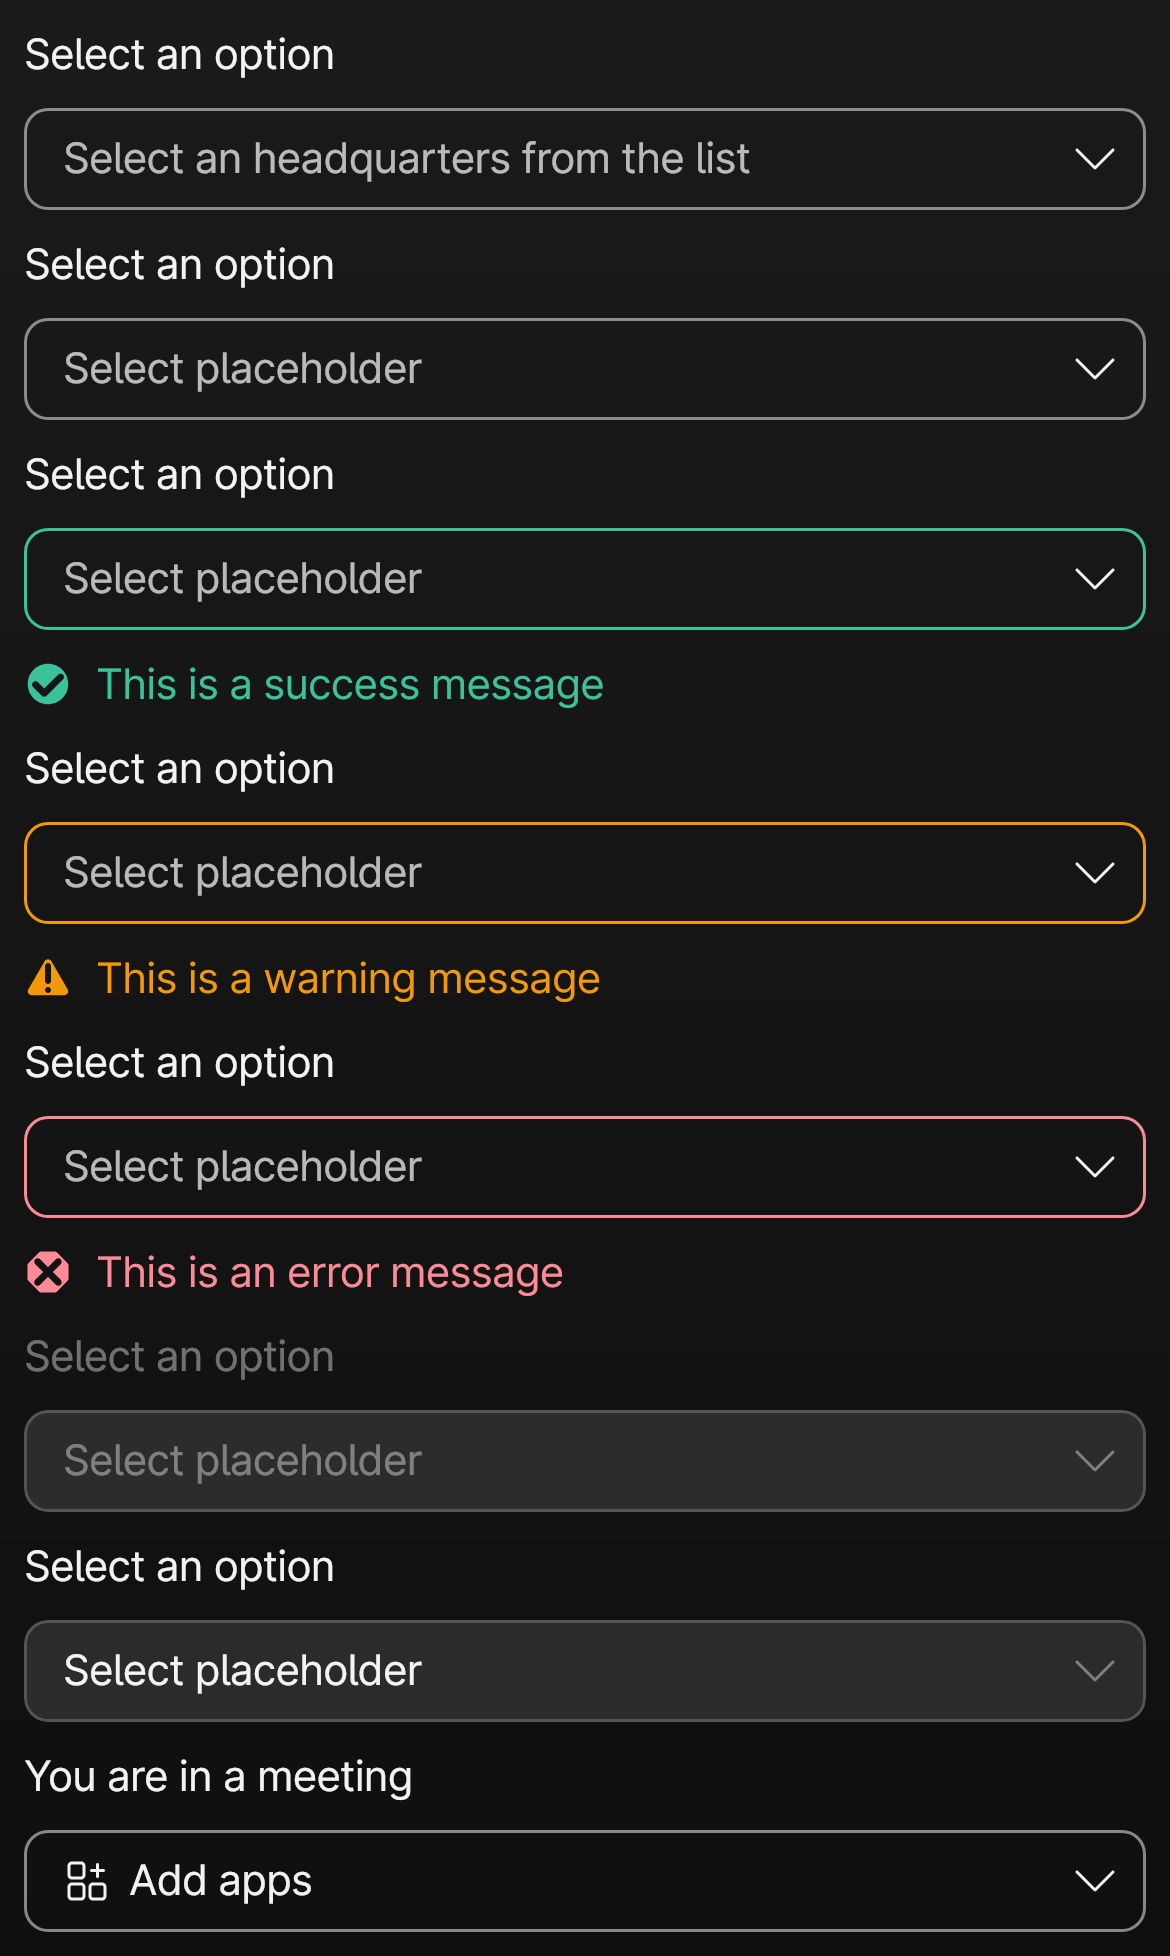 Select an option
Select an headquarters from the list
Select an option
Select placeholder
Select an option
Select placeholder
This is a success message
Select an option
Select placeholder
This is a warning message
Select an option
Select placeholder
This is an error message
Select an option
Select placeholder
Select an option
Select placeholder
You are in a meeting
Add apps